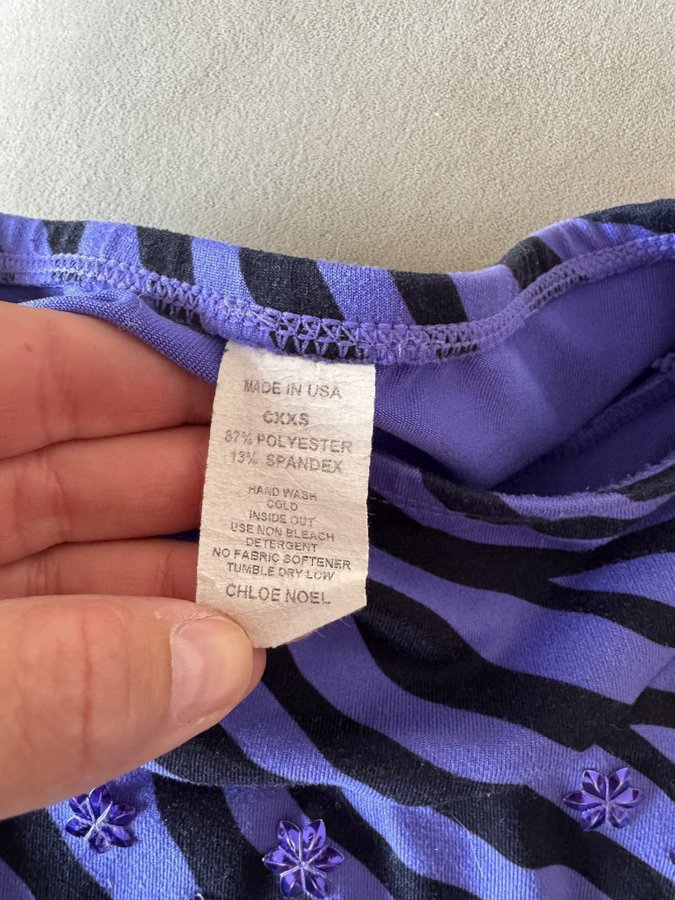 MADE IN USA
CXXS
87% POLYESTER
13% SPANDEX
HAND WASH
COLD
INSIDE OUT
USE NON BLEACH
DETERGENT
NO FABRIC SOFTENER
TUMBLE DRY LOW
CHLOE NOEL